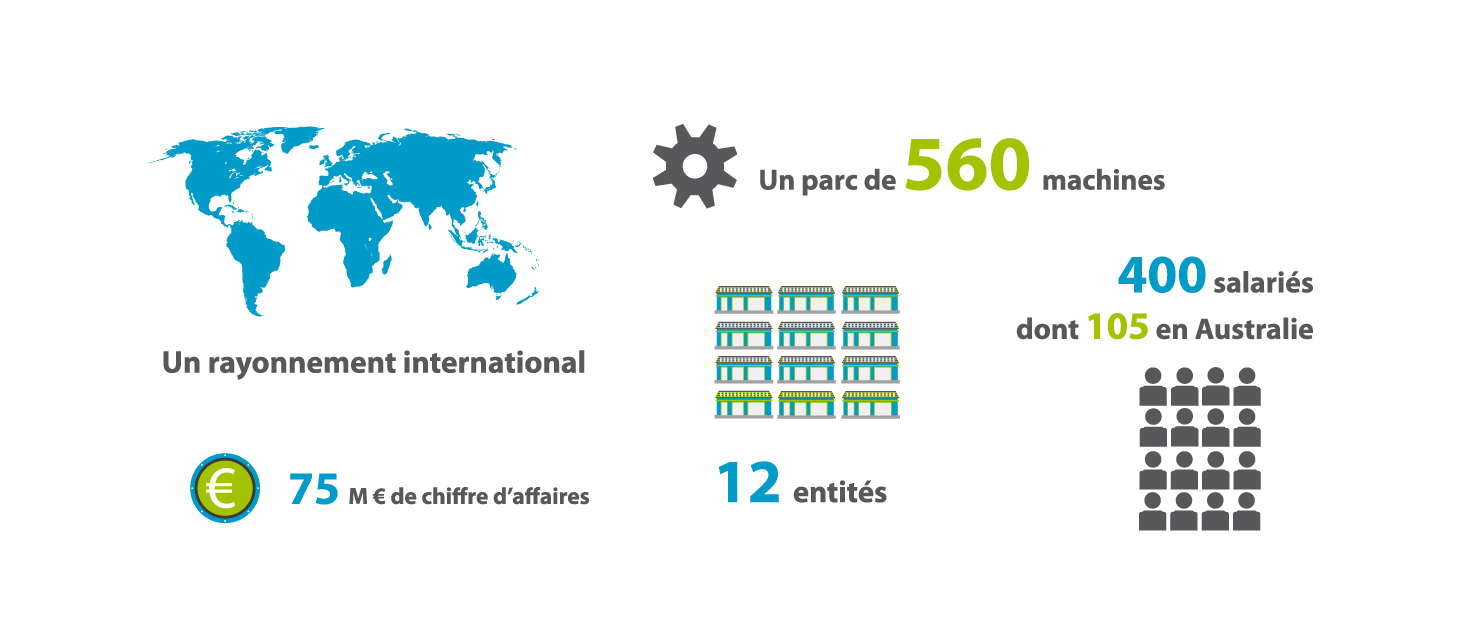 Un rayonnement international
€ 75 M € de chiffre d'affaires
Un parc de 560 machines
12 entités
400 salariés
dont 105 en Australie